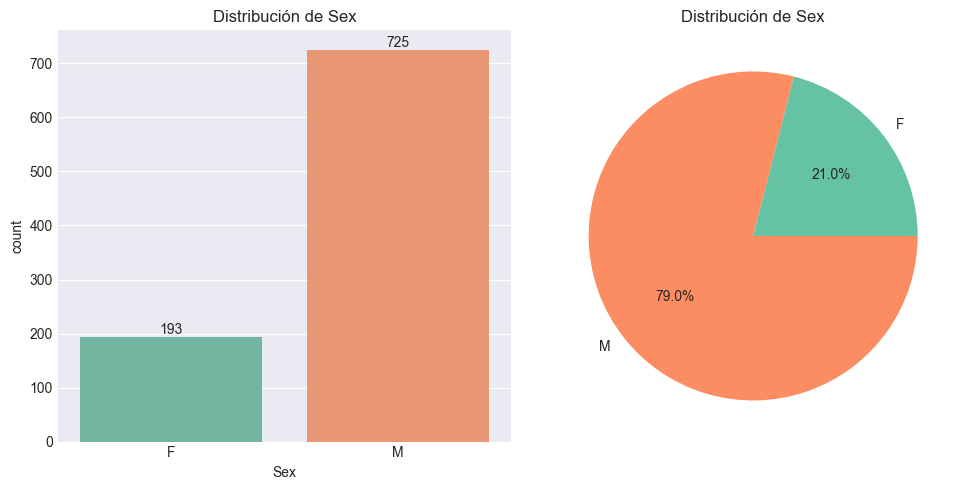 Distribución de Sex
725
700
600
500
400
300
200
100
0
193
count
F
M
Sex
Distribución de Sex
F
21.0%
79.0%
M